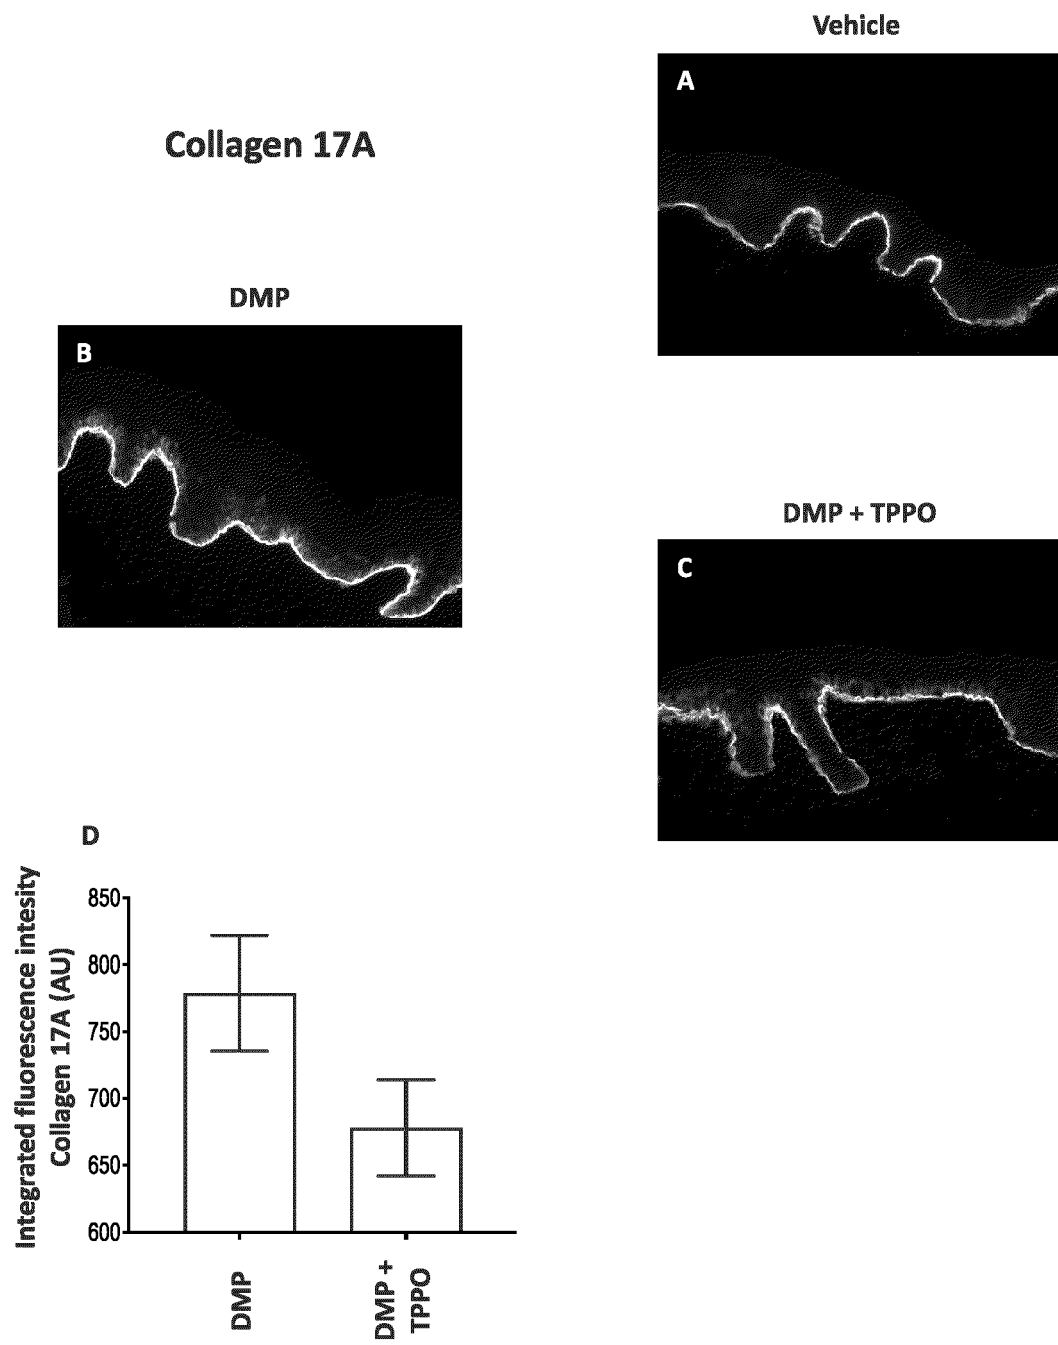 Vehicle
A
Collagen 17A
DMP
B
DMP + TPPO
C
D
Integrated fluorescence intesity
Collagen 17A (AU)
850
800
750
700
650
600
DMP
DMP +
TPPO